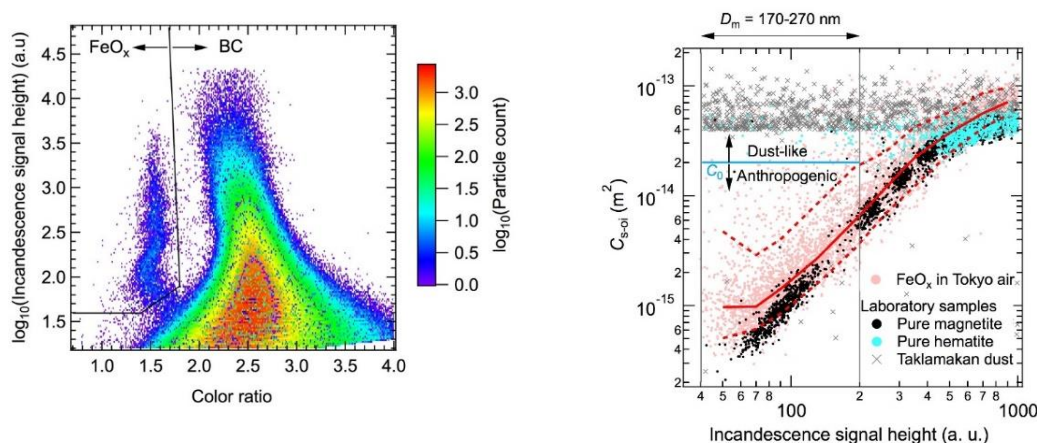 FeOx
BC
log10(Incandescence signal height) (a.u)
4.5
4.0
3.5
3.0
2.5
2.0
1.5
1.0
1.5
2.0
2.5
3.0
3.5
4.0
Color ratio
3.0
2.5
2.0
1.5
1.0
0.5
0.0
log10(Particle count)
Dm = 170-270 nm
Cs-oi (m2)
2
10-13
6
4
2
10-14
6
4
2
10-15
6
4
2
Dust-like
C0
Anthropogenic
FeOx in Tokyo air
Laboratory samples
Pure magnetite
Pure hematite
Taklamakan dust
4 5 6 7 8 100 2 3 4 5 6 7 8 1000
Incandescence signal height (a. u.)